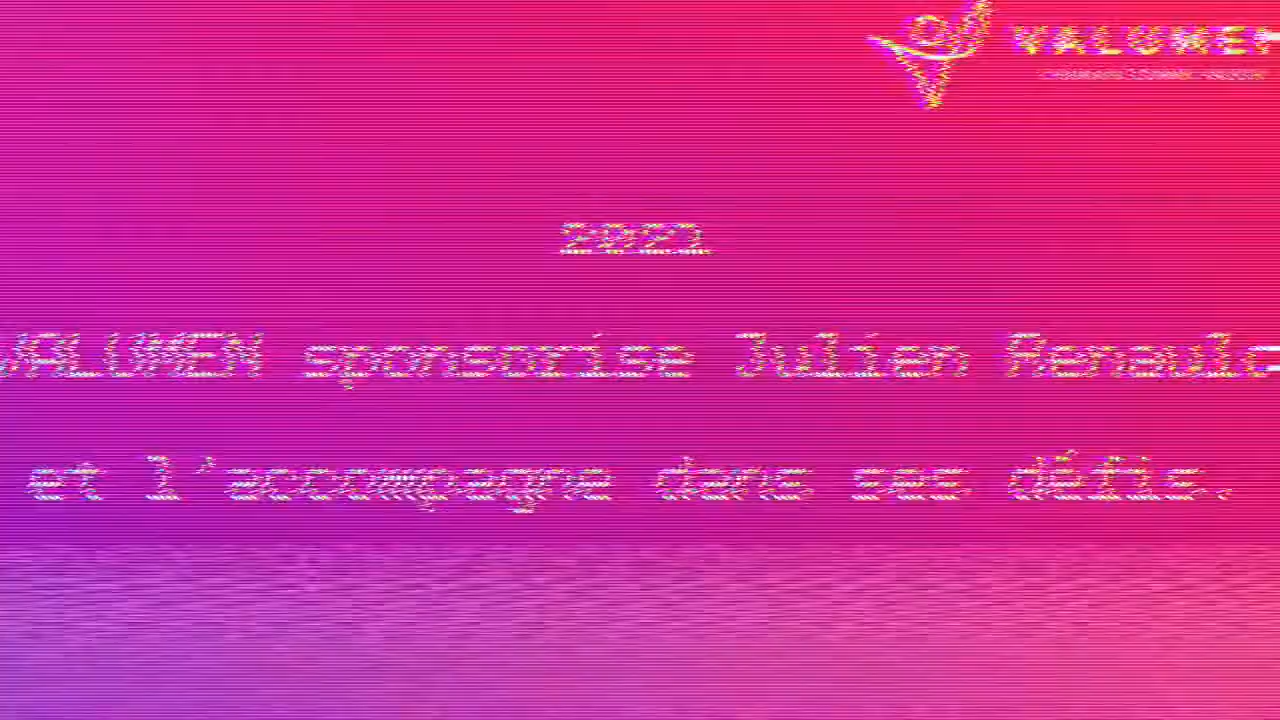 VALUMEN
2021
VALUMEN sponsorise Julien Renault
et l'accompagne dans ses défis.